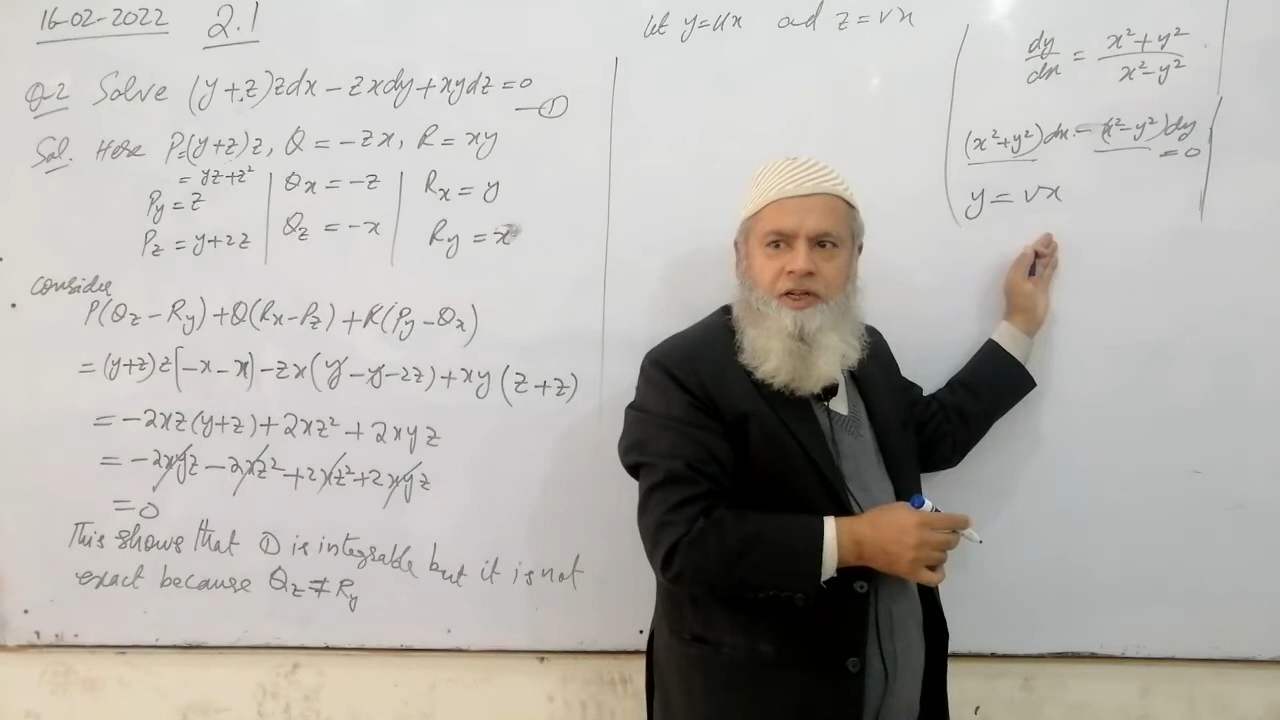 16-02-2022 2.1
Q.2 Solve (y+z)zdx - zxdy + xydz = 0 —①
Sol. Here P=(y+z)z, Q = -zx, R = xy
= yz+z²
Py = z | Qx = -z | Rx = y
Pz = y+2z | Qz = -x | Ry = x
consider
P(Qz - Ry) + Q(Rx - Pz) + R(Py - Qx)
= (y+z)z[-x-x] - zx(y-y-2z) + xy(z+z)
= -2xz(y+z) + 2xz² + 2xyz
= -2xyz - 2xz² + 2xz² + 2xyz
= 0
This shows that ① is integrable but it is not
exact because Qz ≠ Ry
let y=ux and z=vx
dy/dx = x²+y²/x²-y²
(x²+y²)dx - (x²-y²)dy
= 0
y = vx